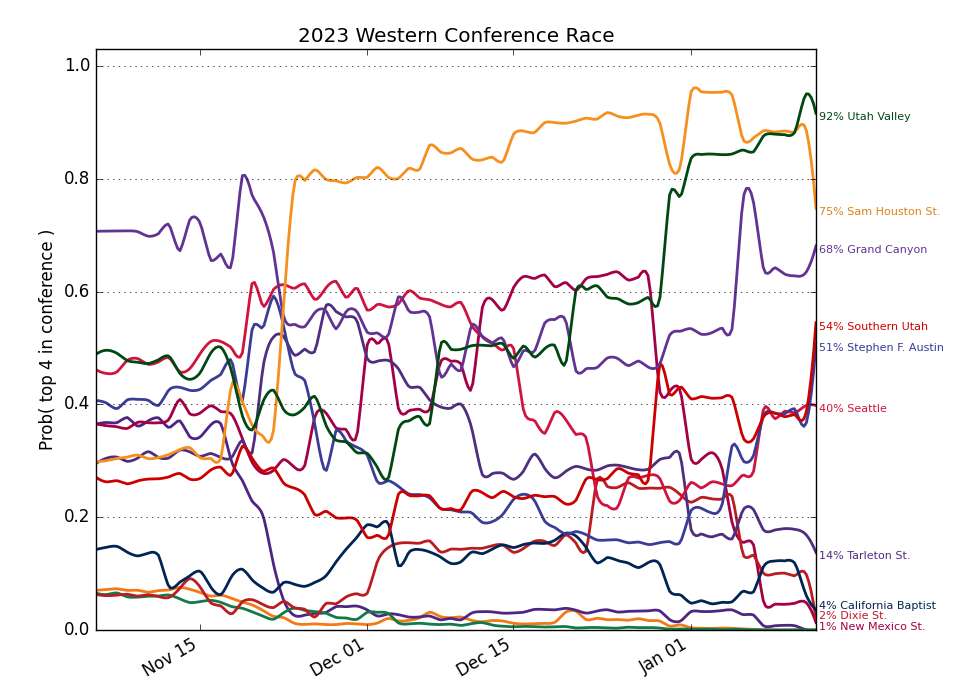 2023 Western Conference Race
Prob( top 4 in conference )
1.0
0.8
0.6
0.4
0.2
0.0
Nov 15
Dec 01
Dec 15
Jan 01
92% Utah Valley
75% Sam Houston St.
68% Grand Canyon
54% Southern Utah
51% Stephen F. Austin
40% Seattle
14% Tarleton St.
4% California Baptist
2% Dixie St.
1% New Mexico St.